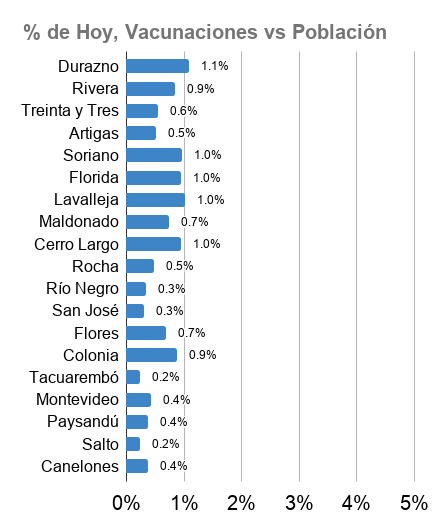 % de Hoy, Vacunaciones vs Población
Durazno 1.1%
Rivera 0.9%
Treinta y Tres 0.6%
Artigas 0.5%
Soriano 1.0%
Florida 1.0%
Lavalleja 1.0%
Maldonado 0.7%
Cerro Largo 1.0%
Rocha 0.5%
Río Negro 0.3%
San José 0.3%
Flores 0.7%
Colonia 0.9%
Tacuarembó 0.2%
Montevideo 0.4%
Paysandú 0.4%
Salto 0.2%
Canelones 0.4%
0% 1% 2% 3% 4% 5%